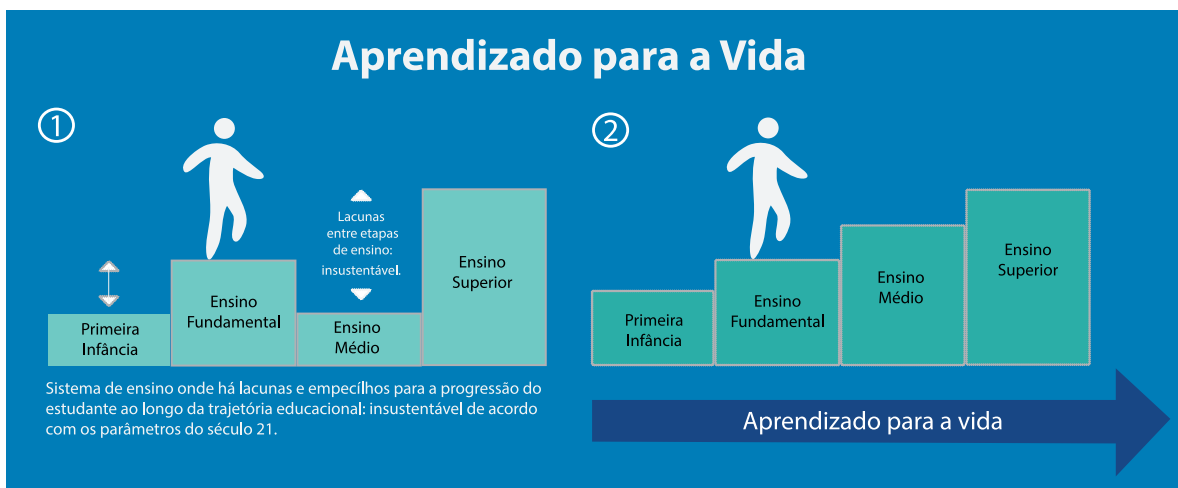 Aprendizado para a Vida
1
Lacunas
entre etapas
de ensino:
insustentável.
Primeira
Infância
Ensino
Fundamental
Ensino
Médio
Ensino
Superior
Sistema de ensino onde há lacunas e empecílhos para a progressão do
estudante ao longo da trajetória educacional: insustentável de acordo
com os parâmetros do século 21.
2
Primeira
Infância
Ensino
Fundamental
Ensino
Médio
Ensino
Superior
Aprendizado para a vida